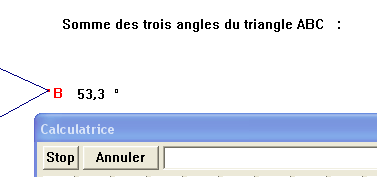 Somme des trois angles du triangle ABC :
B 53,3 °
Calculatrice
Stop Annuler